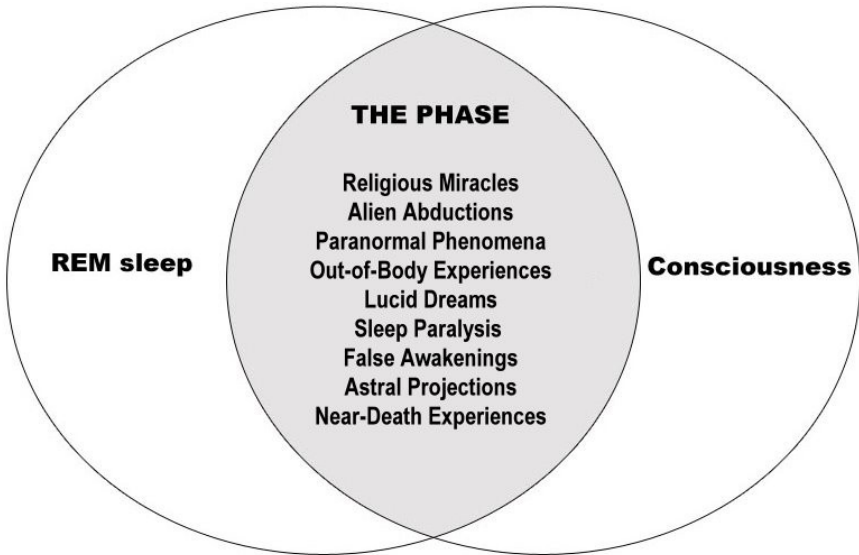 THE PHASE
Religious Miracles
Alien Abductions
Paranormal Phenomena
REM sleep
Out-of-Body Experiences
Consciousness
Lucid Dreams
Sleep Paralysis
False Awakenings
Astral Projections
Near-Death Experiences